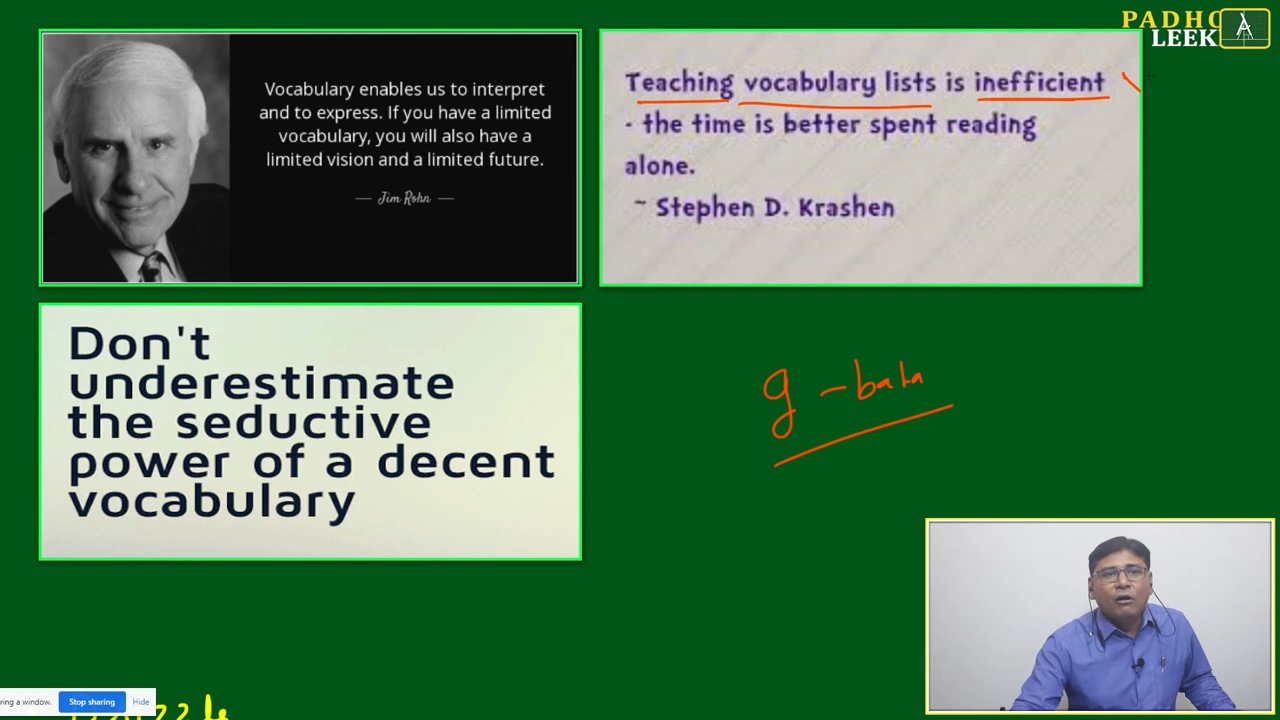 PADHO
LEEK
Vocabulary enables us to interpret
and to express. If you have a limited
vocabulary, you will also have a
limited vision and a limited future.
— Jim Rohn —
Teaching vocabulary lists is inefficient
- the time is better spent reading
alone.
~ Stephen D. Krashen
Don't
underestimate
the seductive
power of a decent
vocabulary
g
ring a window. Stop sharing Hide